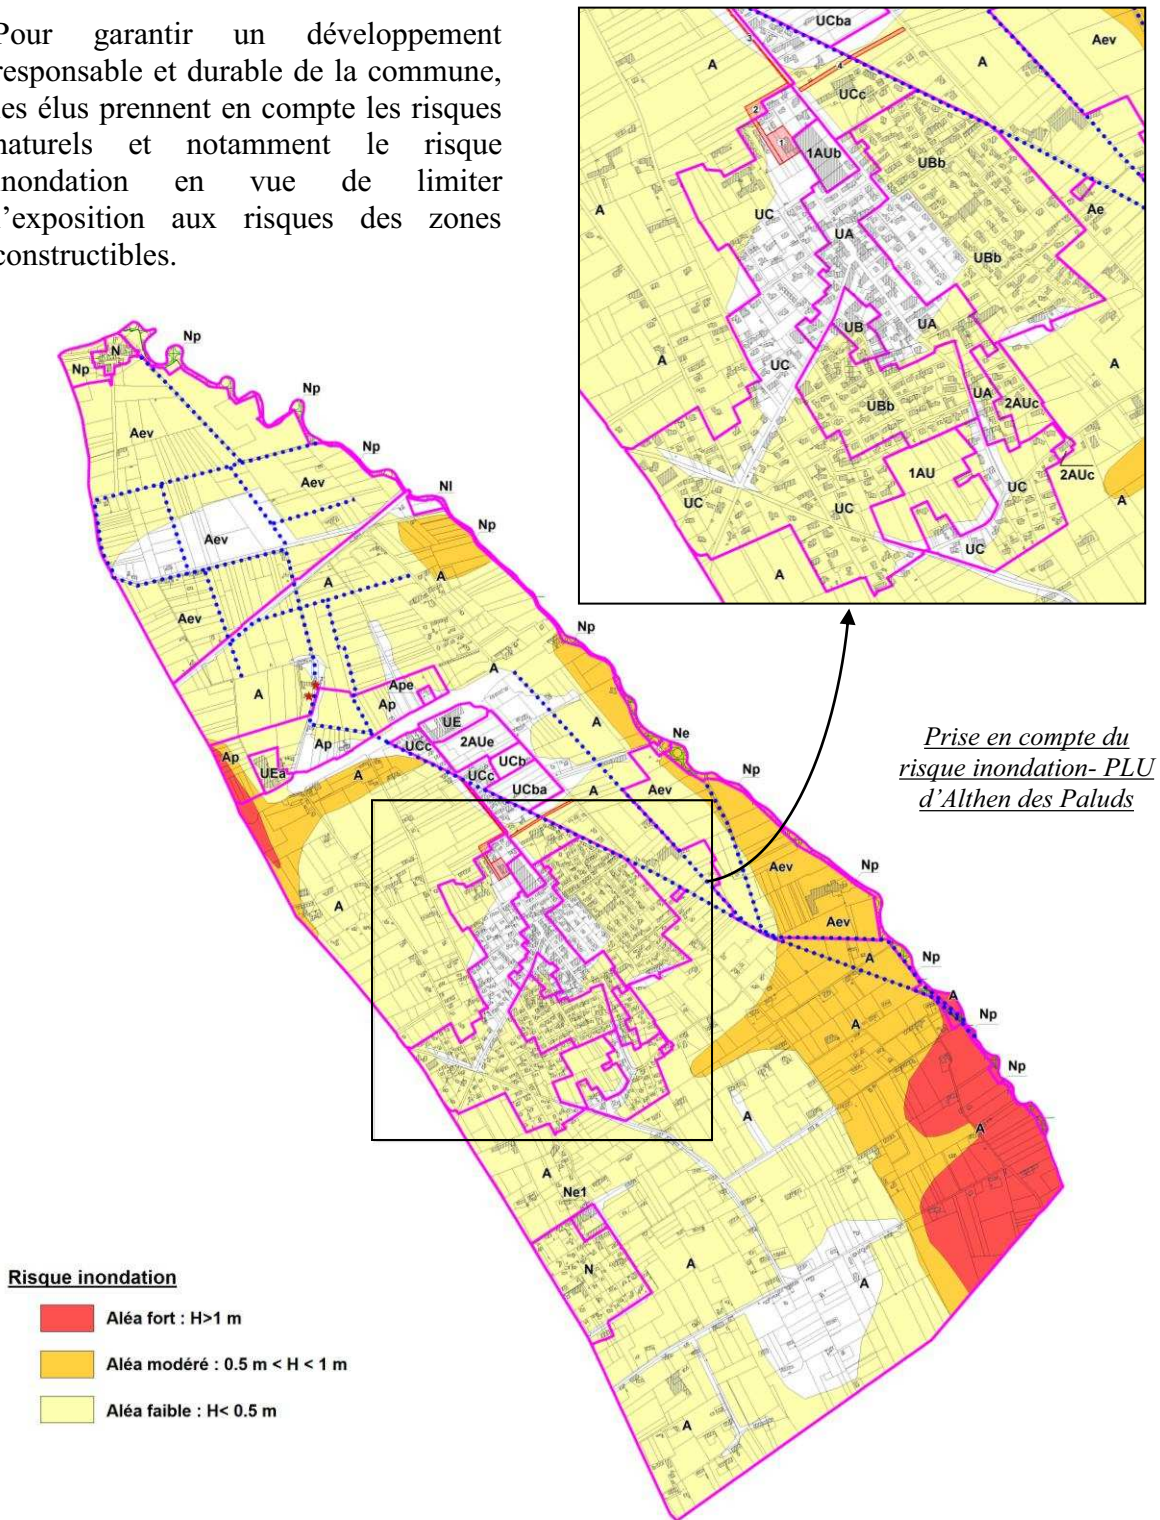 Pour garantir un développement
responsable et durable de la commune,
les élus prennent en compte les risques
naturels et notamment le risque
inondation en vue de limiter
l'exposition aux risques des zones
constructibles.
UCba
A
Aev
3
4
A
UCc
2
1
1AUb
UBb
A
Ae
UC
UA
UBb
UB
UA
A
UC
A
UBb
UA
2AUc
1AU
2AUc
UC
UC
UC
A
UC
A
Np
N
Np
Np
Aev
Np
Aev
Nl
Np
Aev
A
A
Aev
Np
A
A
Ape
Ap
UE
A
Ne
Ap
UCc
2AUe
Np
Ap
UEa
A
UCc
UCb
UCba
A
Aev
Prise en compte du
risque inondation- PLU
d'Althen des Paluds
Np
Aev
A
Aev
A
Np
A
Np
A
Np
A
A
A
Ne1
N
A
A
A
Risque inondation
Aléa fort : H>1 m
Aléa modéré : 0.5 m < H < 1 m
Aléa faible : H< 0.5 m